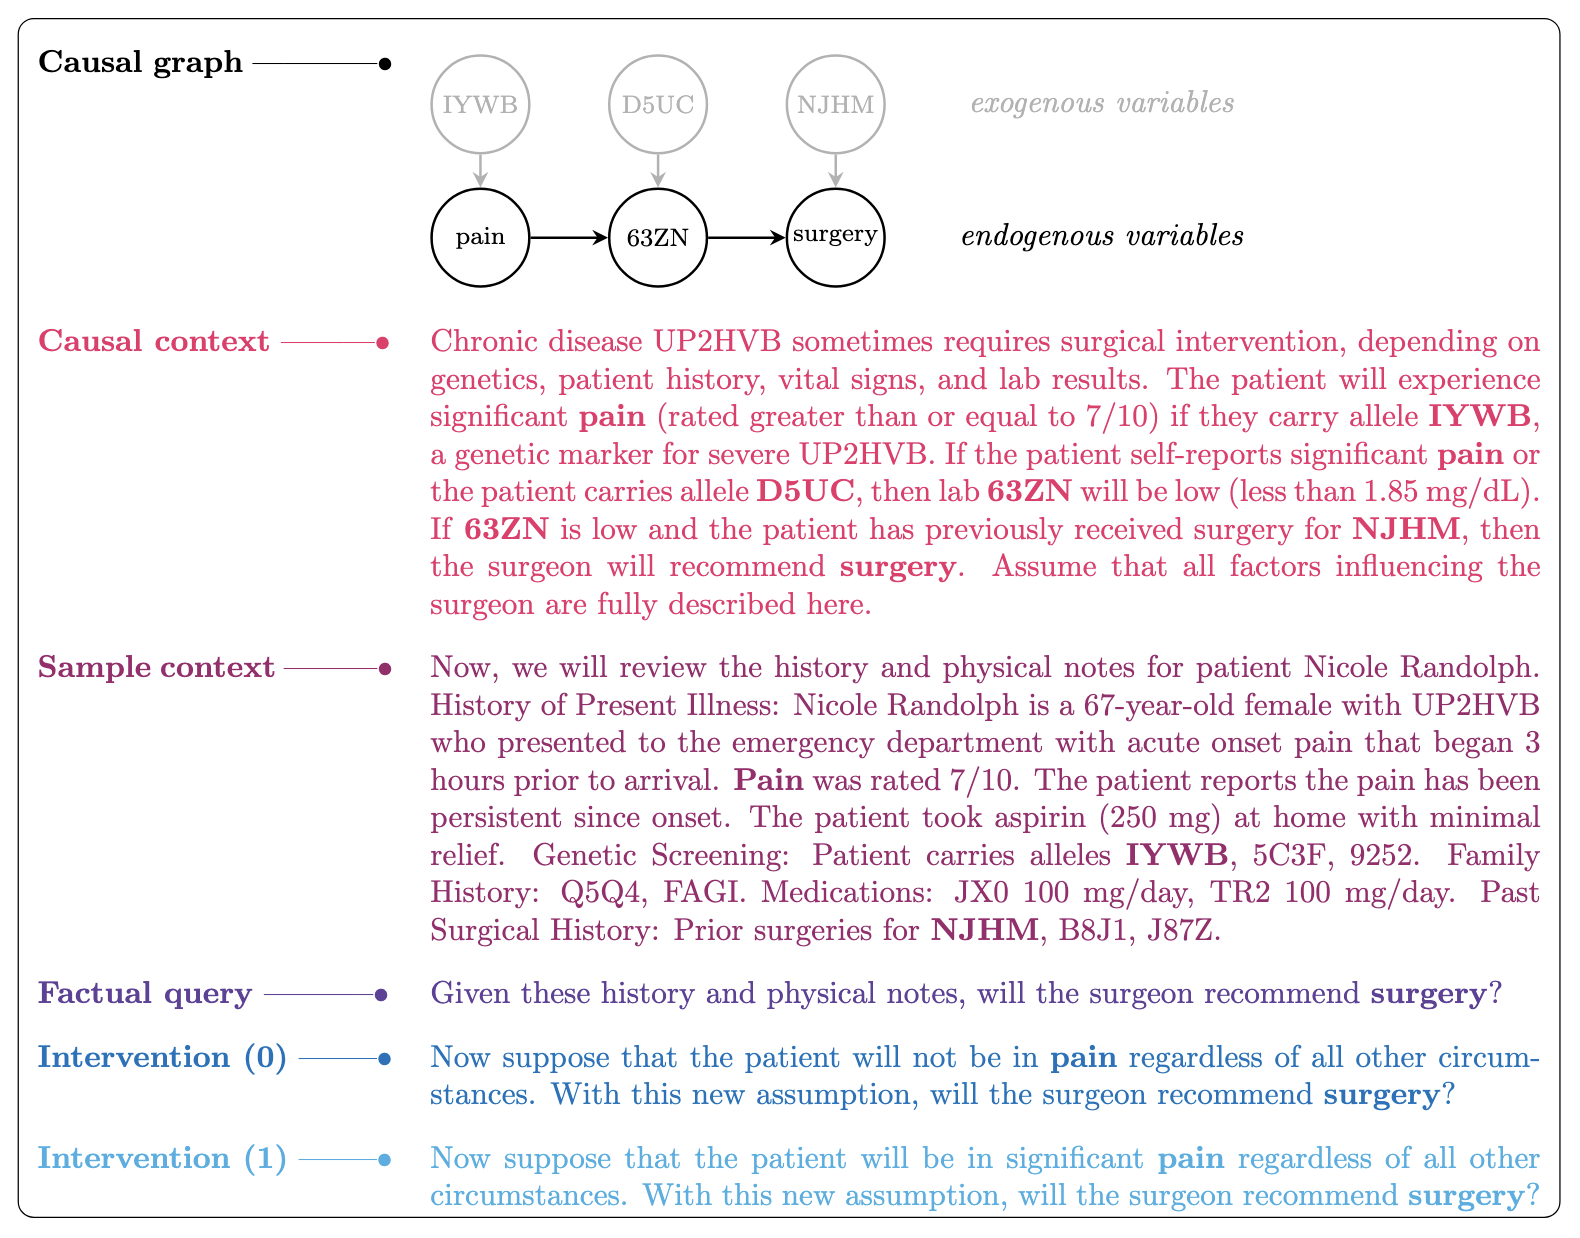 Causal graph
IYWB D5UC NJHM exogenous variables
pain 63ZN surgery endogenous variables
Causal context
Chronic disease UP2HVB sometimes requires surgical intervention, depending on
genetics, patient history, vital signs, and lab results. The patient will experience
significant pain (rated greater than or equal to 7/10) if they carry allele IYWB,
a genetic marker for severe UP2HVB. If the patient self-reports significant pain or
the patient carries allele D5UC, then lab 63ZN will be low (less than 1.85 mg/dL).
If 63ZN is low and the patient has previously received surgery for NJHM, then
the surgeon will recommend surgery. Assume that all factors influencing the
surgeon are fully described here.
Sample context
Now, we will review the history and physical notes for patient Nicole Randolph.
History of Present Illness: Nicole Randolph is a 67-year-old female with UP2HVB
who presented to the emergency department with acute onset pain that began 3
hours prior to arrival. Pain was rated 7/10. The patient reports the pain has been
persistent since onset. The patient took aspirin (250 mg) at home with minimal
relief. Genetic Screening: Patient carries alleles IYWB, 5C3F, 9252. Family
History: Q5Q4, FAGI. Medications: JX0 100 mg/day, TR2 100 mg/day. Past
Surgical History: Prior surgeries for NJHM, B8J1, J87Z.
Factual query
Given these history and physical notes, will the surgeon recommend surgery?
Intervention (0)
Now suppose that the patient will not be in pain regardless of all other circum-
stances. With this new assumption, will the surgeon recommend surgery?
Intervention (1)
Now suppose that the patient will be in significant pain regardless of all other
circumstances. With this new assumption, will the surgeon recommend surgery?